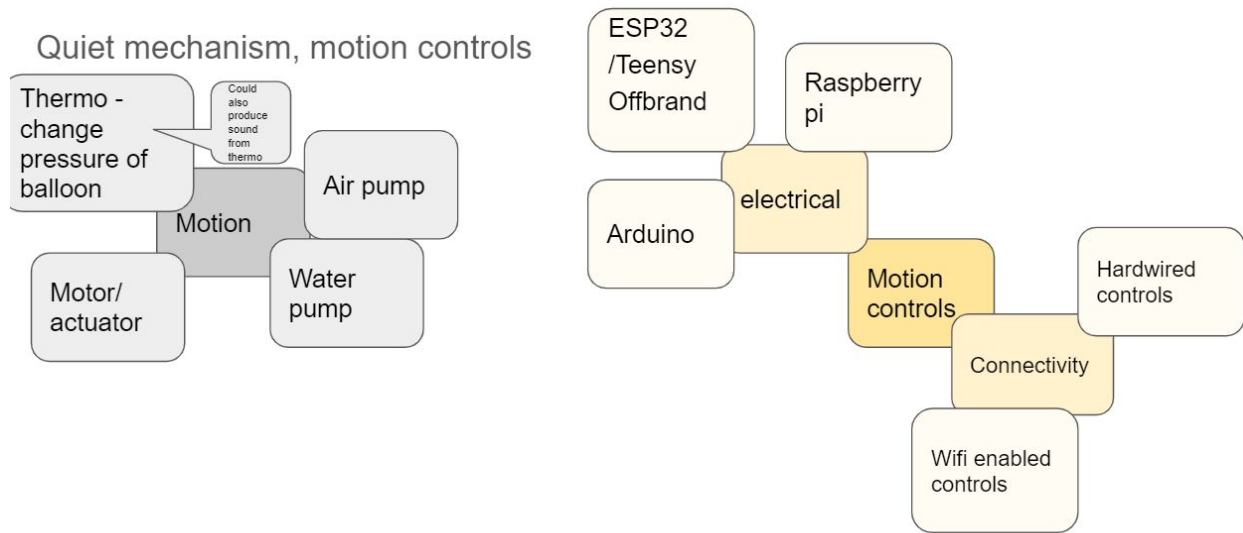 Quiet mechanism, motion controls
Thermo -
change
pressure of
balloon
Could
also
produce
sound
from
thermo
Air pump
Motion
Motor/
actuator
Water
pump
ESP32
/Teensy
Offbrand
Raspberry
pi
electrical
Arduino
Motion
controls
Hardwired
controls
Connectivity
Wifi enabled
controls